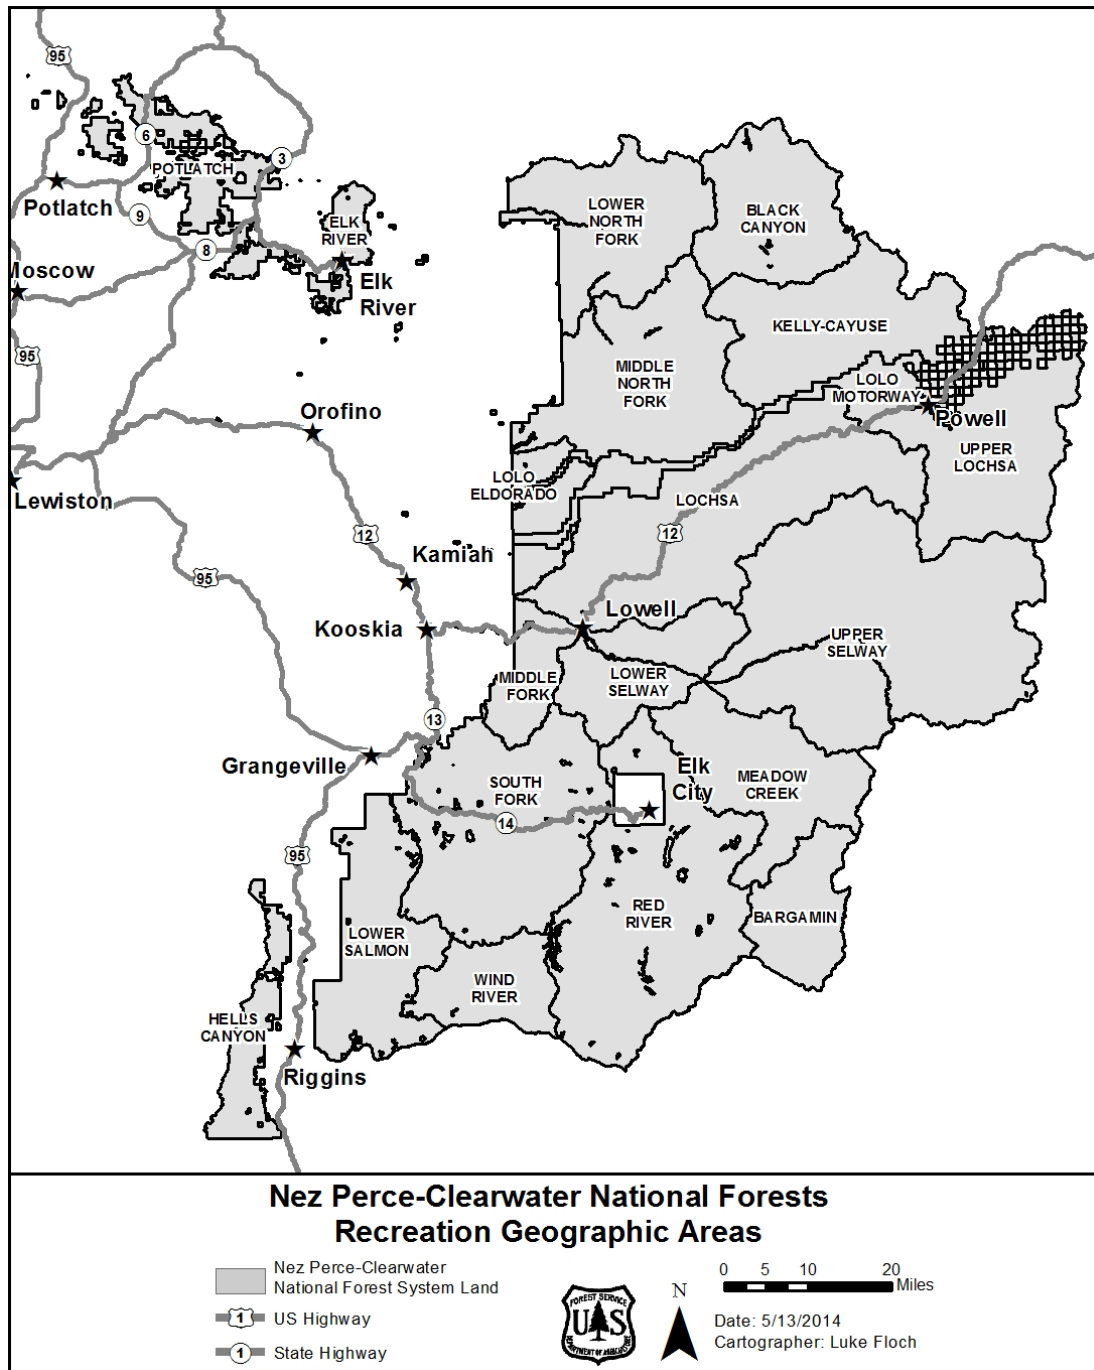 95
6
3
POTLATCH
Potlatch
9
ELK
RIVER
8
Moscow
Elk
River
95
LOWER
NORTH
FORK
BLACK
CANYON
KELLY-CAYUSE
MIDDLE
NORTH
FORK
LOLO
MOTORWAY
Powell
UPPER
LOCHSA
Orofino
Lewiston
LOLO
ELDORADO
LOCHSA
12
12
95
Kamiah
Kooskia
Lowell
UPPER
SELWAY
MIDDLE
FORK
LOWER
SELWAY
13
Grangeville
SOUTH
FORK
Elk
City
MEADOW
CREEK
14
95
RED
RIVER
BARGAMIN
LOWER
SALMON
WIND
RIVER
HELLS
CANYON
Riggins
Nez Perce-Clearwater National Forests
Recreation Geographic Areas
Nez Perce-Clearwater
National Forest System Land
1 US Highway
1 State Highway
FOREST SERVICE
U S
DEPARTMENT OF AGRICULTURE
N
0 5 10 20
Miles
Date: 5/13/2014
Cartographer: Luke Floch